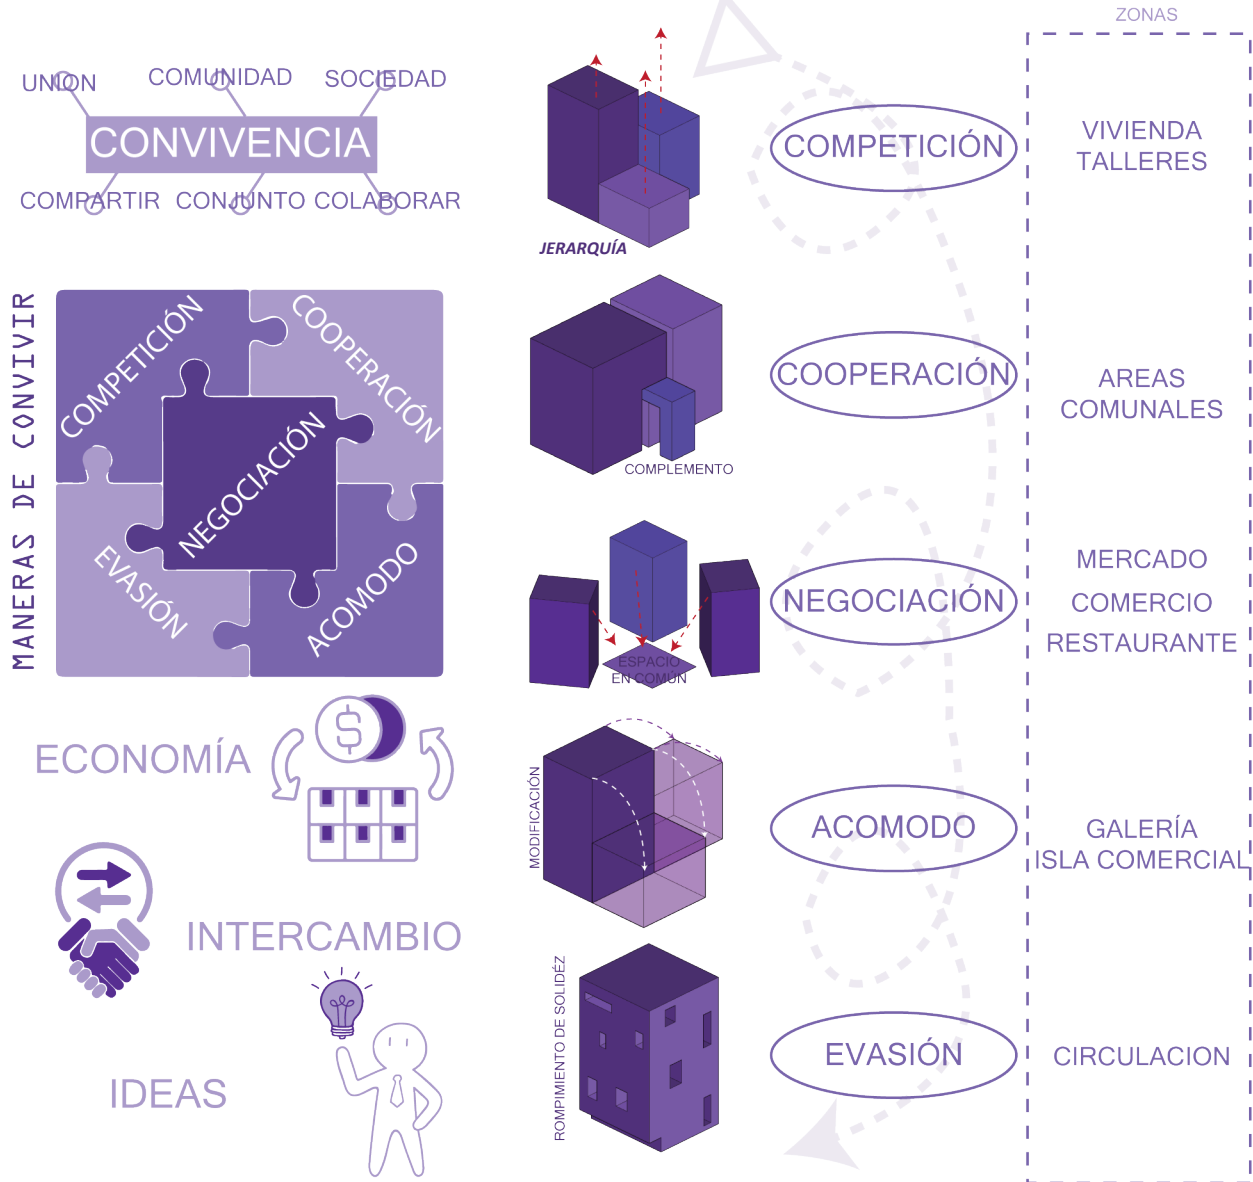 UNION
COMUNIDAD
SOCIEDAD
CONVIVENCIA
COMPARTIR
CONJUNTO
COLABORAR
MANERAS DE CONVIVIR
COMPETICIÓN
COOPERACIÓN
NEGOCIACIÓN
EVASIÓN
ACOMODO
ECONOMÍA
$
INTERCAMBIO
IDEAS
JERARQUÍA
COMPLEMENTO
ESPACIO
EN COMÚN
MODIFICACIÓN
ROMPIMIENTO DE SOLIDÉZ
COMPETICIÓN
COOPERACIÓN
NEGOCIACIÓN
ACOMODO
EVASIÓN
ZONAS
VIVIENDA
TALLERES
AREAS
COMUNALES
MERCADO
COMERCIO
RESTAURANTE
GALERÍA
ISLA COMERCIAL
CIRCULACION